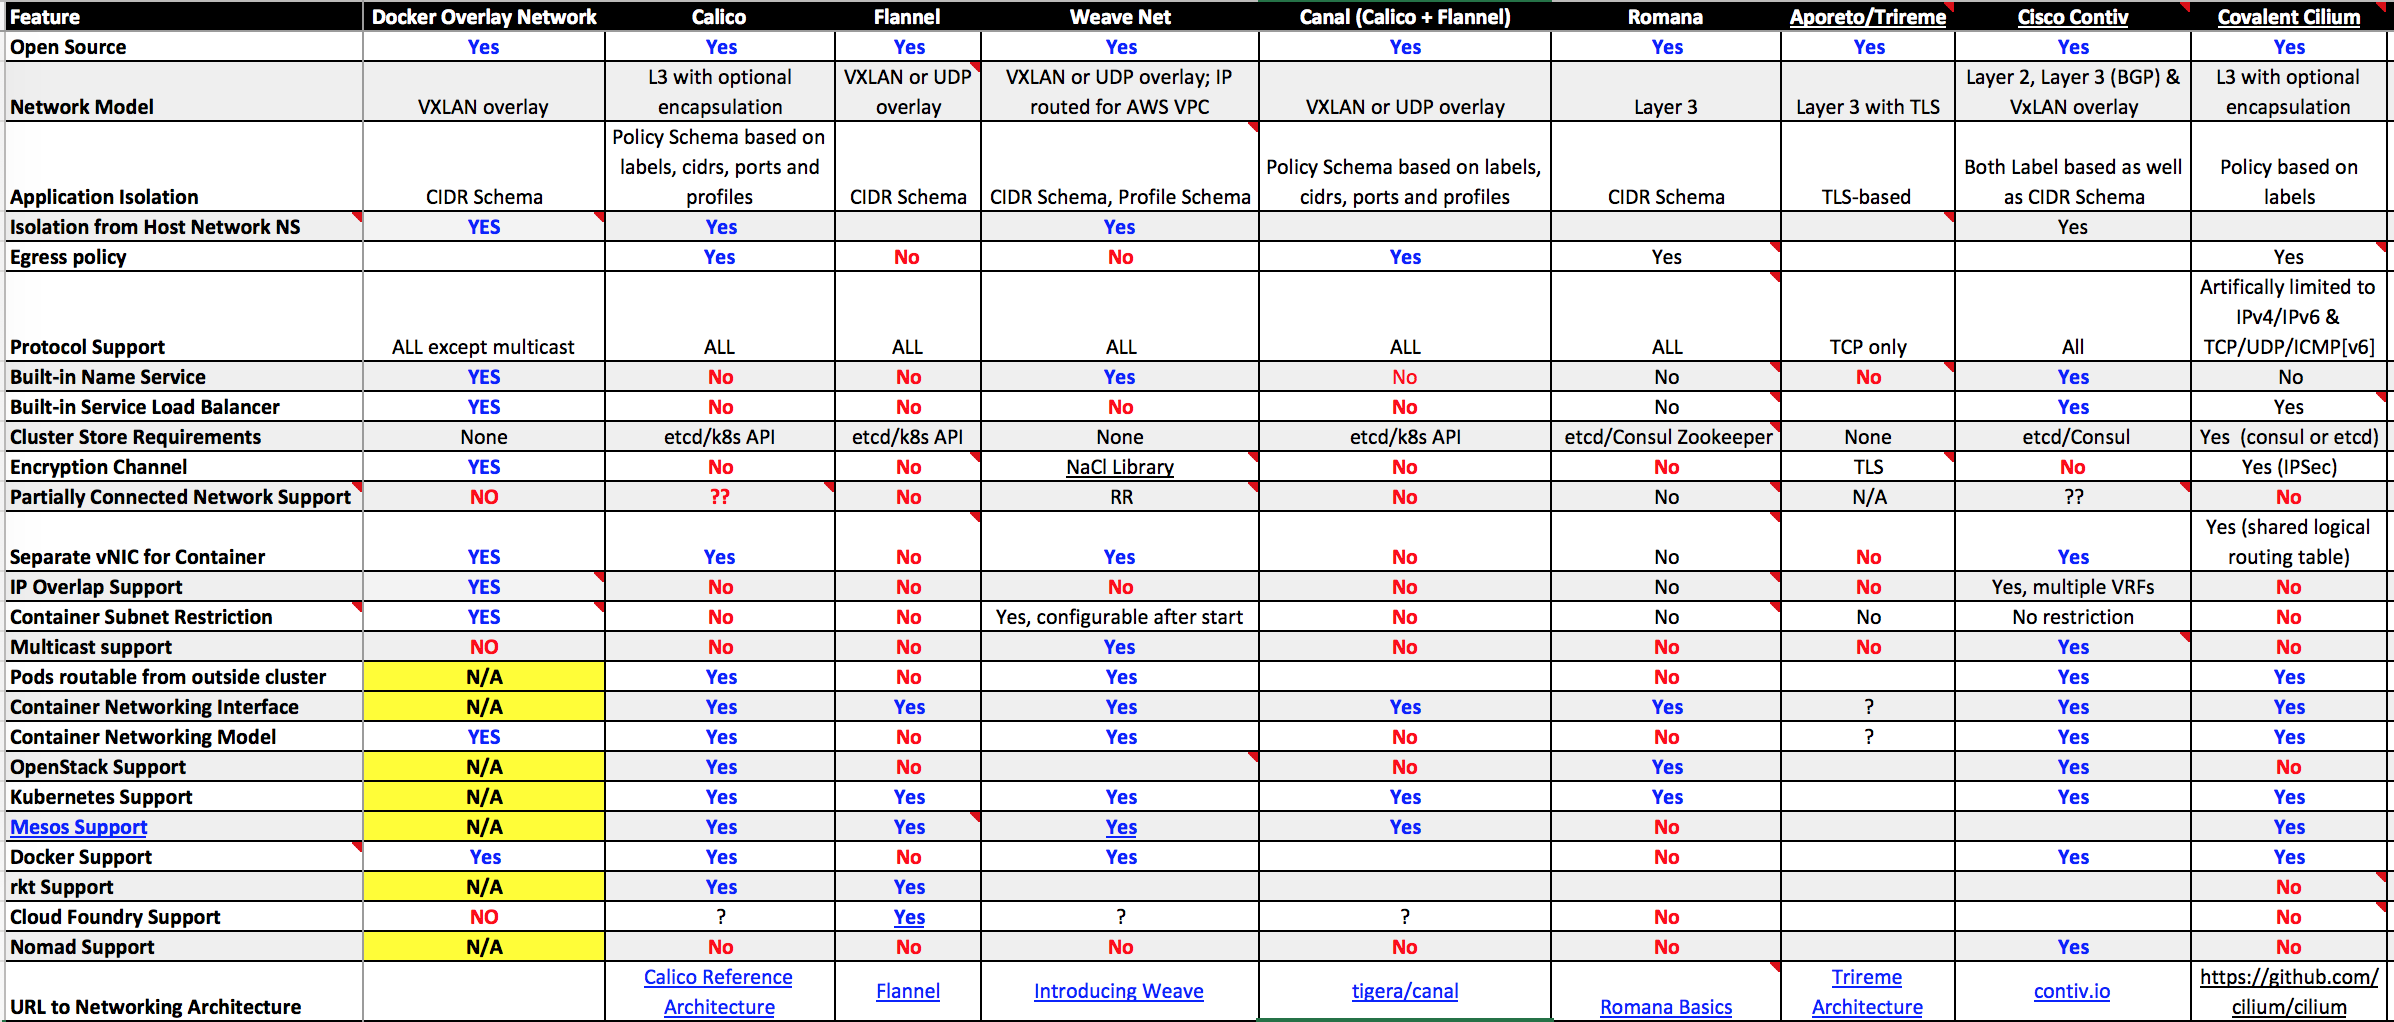 Feature Docker Overlay Network Calico Flannel Weave Net Canal (Calico + Flannel) Romana Aporeto/Trireme Cisco Contiv Covalent Cilium
Open Source Yes Yes Yes Yes Yes Yes Yes Yes Yes
L3 with optional VXLAN or UDP VXLAN or UDP overlay; IP Layer 2, Layer 3 (BGP) & L3 with optional
Network Model VXLAN overlay encapsulation overlay routed for AWS VPC VXLAN or UDP overlay Layer 3 Layer 3 with TLS VxLAN overlay encapsulation
Policy Schema based on
labels, cidrs, ports and Policy Schema based on labels, Both Label based as well Policy based on
Application Isolation CIDR Schema profiles CIDR Schema CIDR Schema, Profile Schema cidrs, ports and profiles CIDR Schema TLS-based as CIDR Schema labels
Isolation from Host Network NS YES Yes Yes Yes
Egress policy Yes No No Yes Yes Yes
Artifically limited to
IPv4/IPv6 &
Protocol Support ALL except multicast ALL ALL ALL ALL ALL TCP only All TCP/UDP/ICMP[v6]
Built-in Name Service YES No No Yes No No No Yes No
Built-in Service Load Balancer YES No No No No No Yes Yes
Cluster Store Requirements None etcd/k8s API etcd/k8s API None etcd/k8s API etcd/Consul Zookeeper None etcd/Consul Yes (consul or etcd)
Encryption Channel YES No No NaCl Library No No TLS No Yes (IPSec)
Partially Connected Network Support NO ?? No RR No No N/A ?? No
Yes (shared logical
Separate vNIC for Container YES Yes No Yes No No No Yes routing table)
IP Overlap Support YES No No No No No No Yes, multiple VRFs No
Container Subnet Restriction YES No No Yes, configurable after start No No No No restriction No
Multicast support NO No No Yes No No No Yes No
Pods routable from outside cluster N/A Yes No Yes No Yes Yes
Container Networking Interface N/A Yes Yes Yes Yes Yes ? Yes Yes
Container Networking Model YES Yes No Yes No No ? Yes Yes
OpenStack Support N/A Yes No No Yes Yes No
Kubernetes Support N/A Yes Yes Yes Yes Yes Yes Yes
Mesos Support N/A Yes Yes Yes Yes No Yes
Docker Support Yes Yes No Yes No Yes Yes
rkt Support N/A Yes Yes No
Cloud Foundry Support NO ? Yes ? ? No No
Nomad Support N/A No No No No No Yes No
Calico Reference Flannel Introducing Weave tigera/canal Trireme contiv.io https://github.com/
URL to Networking Architecture Architecture Romana Basics Architecture cilium/cilium